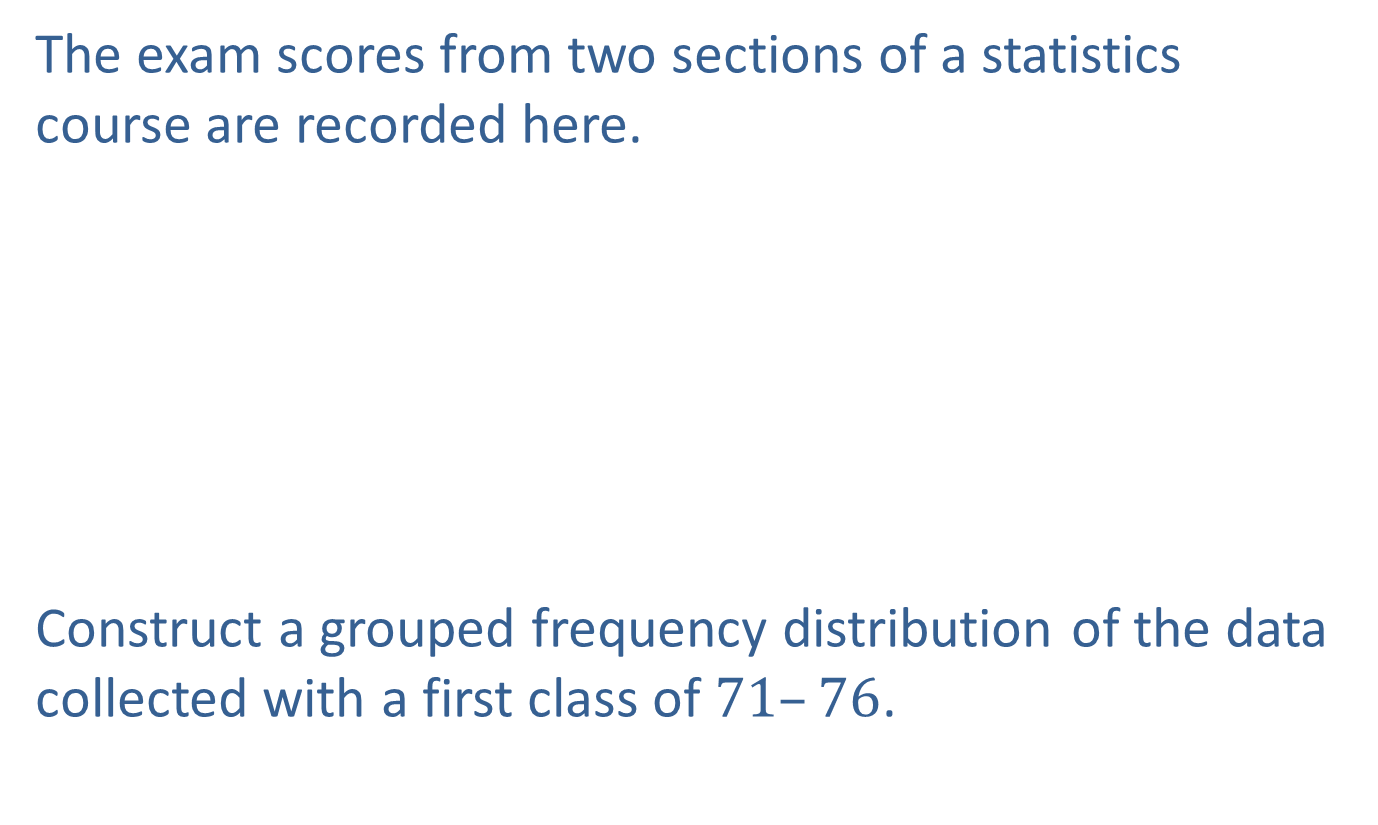 The exam scores from two sections of a statistics
course are recorded here.
Construct a grouped frequency distribution of the data
collected with a first class of 71– 76.